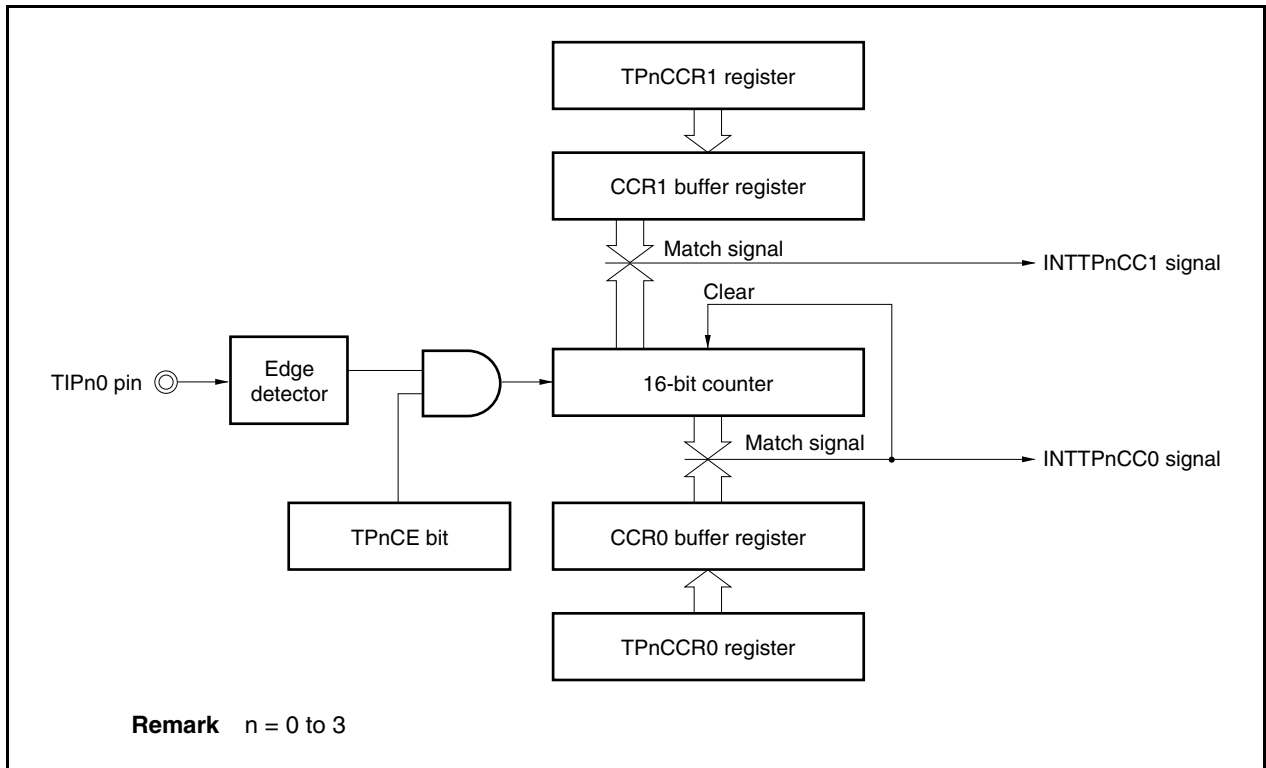 TPnCCR1 register
CCR1 buffer register
Match signal
INTTPnCC1 signal
Clear
TIPn0 pin
Edge
detector
16-bit counter
Match signal
INTTPnCC0 signal
TPnCE bit
CCR0 buffer register
TPnCCR0 register
Remark n = 0 to 3